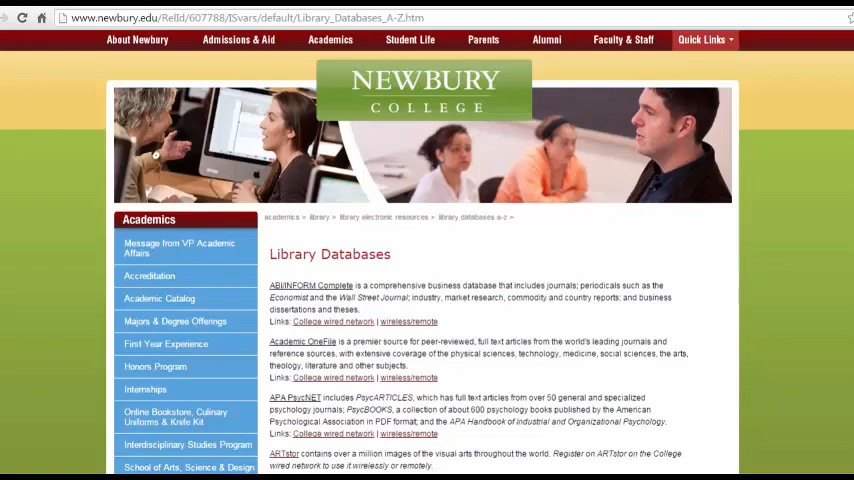 www.newbury.edu/RelId/607788/ISvars/default/Library_Databases_A-Z.htm
About Newbury Admissions & Aid Academics Student Life Parents Alumni Faculty & Staff Quick Links
NEWBURY
COLLEGE
Academics
Message from VP Academic
Affairs
Accreditation
Academic Catalog
Majors & Degree Offerings
First Year Experience
Honors Program
Internships
Online Bookstore, Culinary
Uniforms & Knife Kit
Interdisciplinary Studies Program
School of Arts, Science & Design
academics > library > library electronic resources > library databases a-z >
Library Databases
ABI/INFORM Complete is a comprehensive business database that includes journals; periodicals such as the
Economist and the Wall Street Journal; industry, market research, commodity and country reports; and business
dissertations and theses.
Links: College wired network | wireless/remote
Academic OneFile is a premier source for peer-reviewed, full text articles from the world's leading journals and
reference sources, with extensive coverage of the physical sciences, technology, medicine, social sciences, the arts,
theology, literature and other subjects.
Links: College wired network | wireless/remote
APA PsycNET includes PsycARTICLES, which has full text articles from over 50 general and specialized
psychology journals; PsycBOOKS, a collection of about 600 psychology books published by the American
Psychological Association in PDF format; and the APA Handbook of Industrial and Organizational Psychology.
Links: College wired network | wireless/remote
ARTstor contains over a million images of the visual arts throughout the world. Register on ARTstor on the College
wired network to use it wirelessly or remotely.